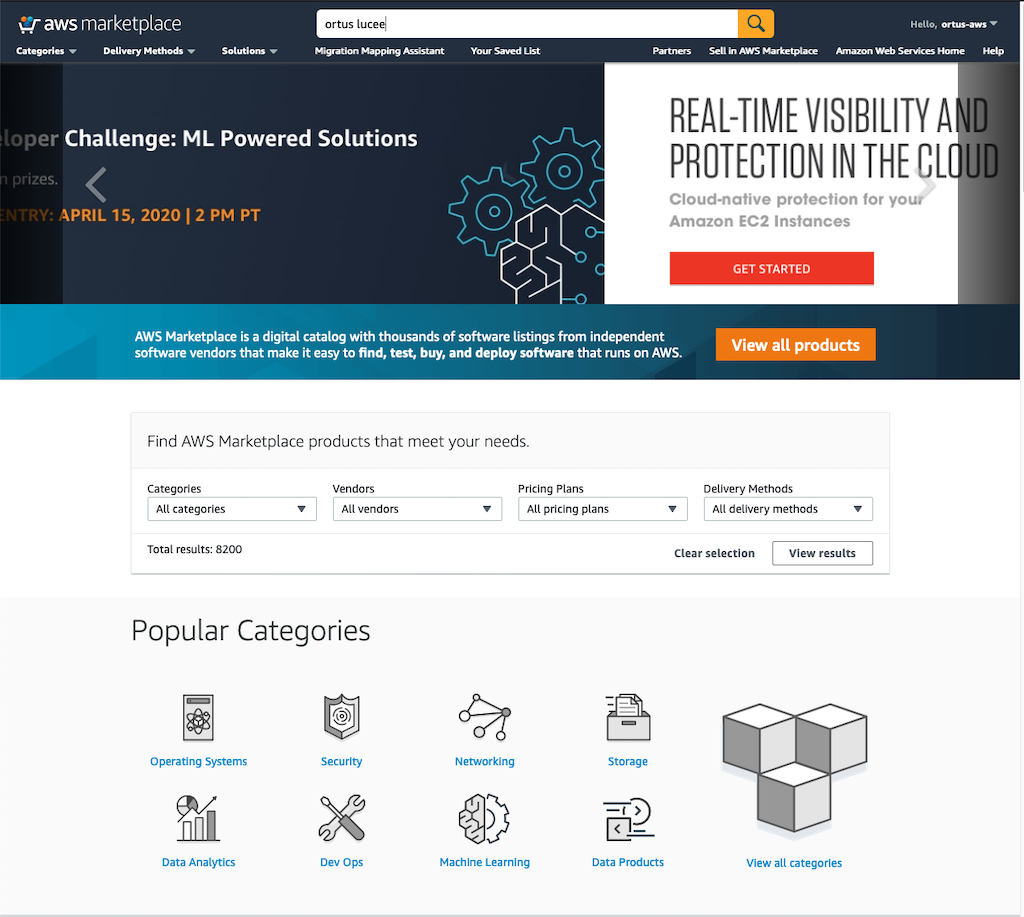 aws marketplace
ortus lucee
Hello, ortus-aws
Categories Delivery Methods Solutions Migration Mapping Assistant Your Saved List Partners Sell in AWS Marketplace Amazon Web Services Home Help
eloper Challenge: ML Powered Solutions
n prizes.
ENTRY: APRIL 15, 2020 | 2 PM PT
REAL-TIME VISIBILITY AND
PROTECTION IN THE CLOUD
Cloud-native protection for your
Amazon EC2 Instances
GET STARTED
AWS Marketplace is a digital catalog with thousands of software listings from independent
software vendors that make it easy to find, test, buy, and deploy software that runs on AWS.
View all products
Find AWS Marketplace products that meet your needs.
Categories Vendors Pricing Plans Delivery Methods
All categories All vendors All pricing plans All delivery methods
Total results: 8200
Clear selection View results
Popular Categories
Operating Systems Security Networking Storage
Data Analytics Dev Ops Machine Learning Data Products View all categories